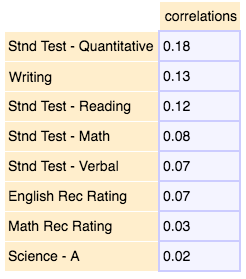 correlations
Stnd Test - Quantitative 0.18
Writing 0.13
Stnd Test - Reading 0.12
Stnd Test - Math 0.08
Stnd Test - Verbal 0.07
English Rec Rating 0.07
Math Rec Rating 0.03
Science - A 0.02